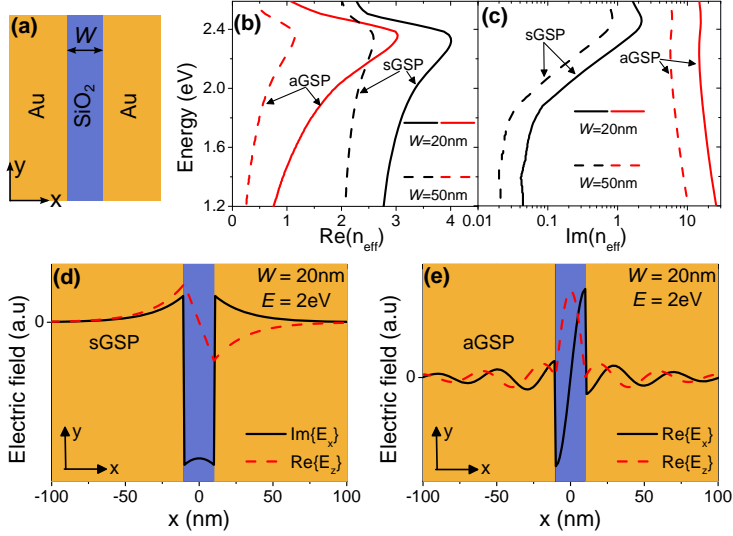 (a)
W
Au
SiO2
Au
y
x
(b)
Energy (eV)
2.4
2.0
1.6
1.2
sGSP
aGSP
W=20nm
W=50nm
0 1 2 3 4
Re(neff)
(c)
sGSP
aGSP
W=20nm
W=50nm
0.01 0.1 1 10
Im(neff)
(d)
Electric field (a.u)
0
W = 20nm
E = 2eV
sGSP
y
x
Im{Ex}
Re{Ez}
-100 -50 0 50 100
x (nm)
(e)
Electric field (a.u)
0
W = 20nm
E = 2eV
aGSP
y
x
Re{Ex}
Re{Ez}
-100 -50 0 50 100
x (nm)